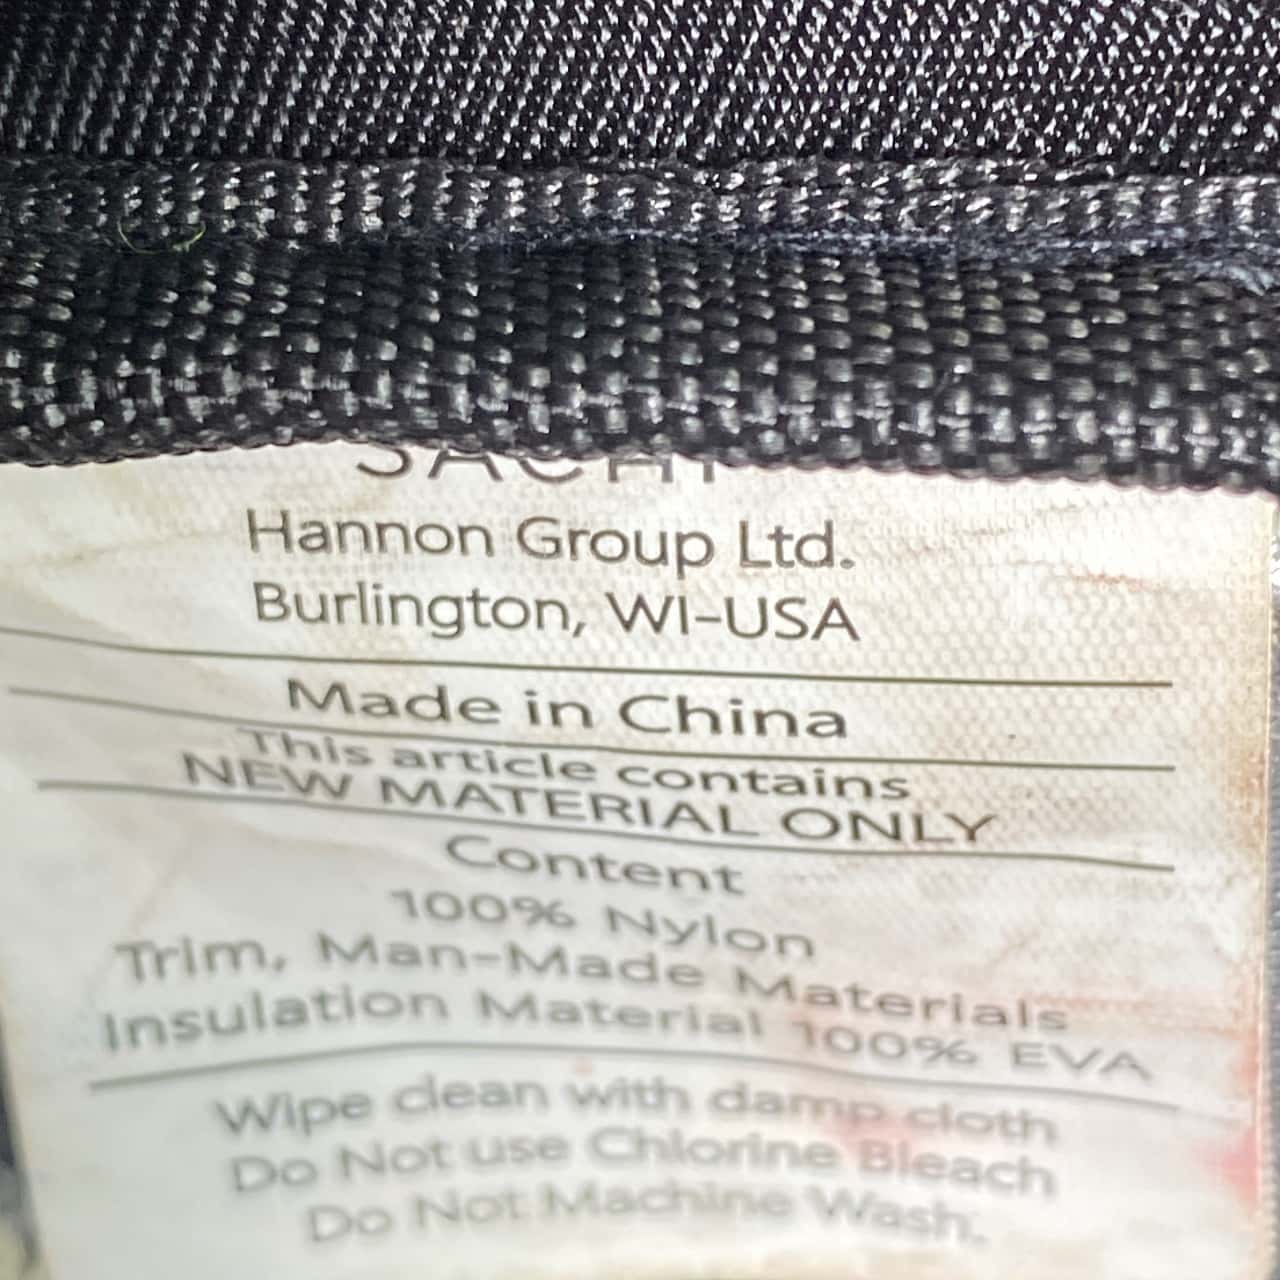 SACHI
Hannon Group Ltd.
Burlington, WI-USA
Made in China
This article contains
NEW MATERIAL ONLY
Content
100% Nylon
Trim, Man-Made Materials
Insulation Material 100% EVA
Wipe clean with damp cloth
Do Not use Chlorine Bleach
Do Not Machine Wash.